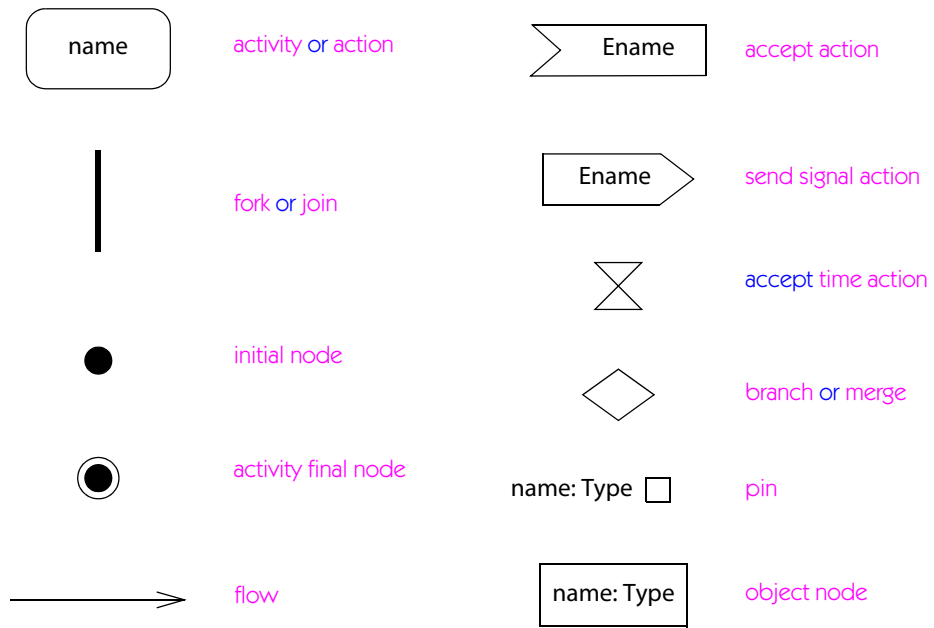 name
activity or action
fork or join
initial node
activity final node
flow
Ename
accept action
Ename
send signal action
accept time action
branch or merge
name: Type
pin
name: Type
object node